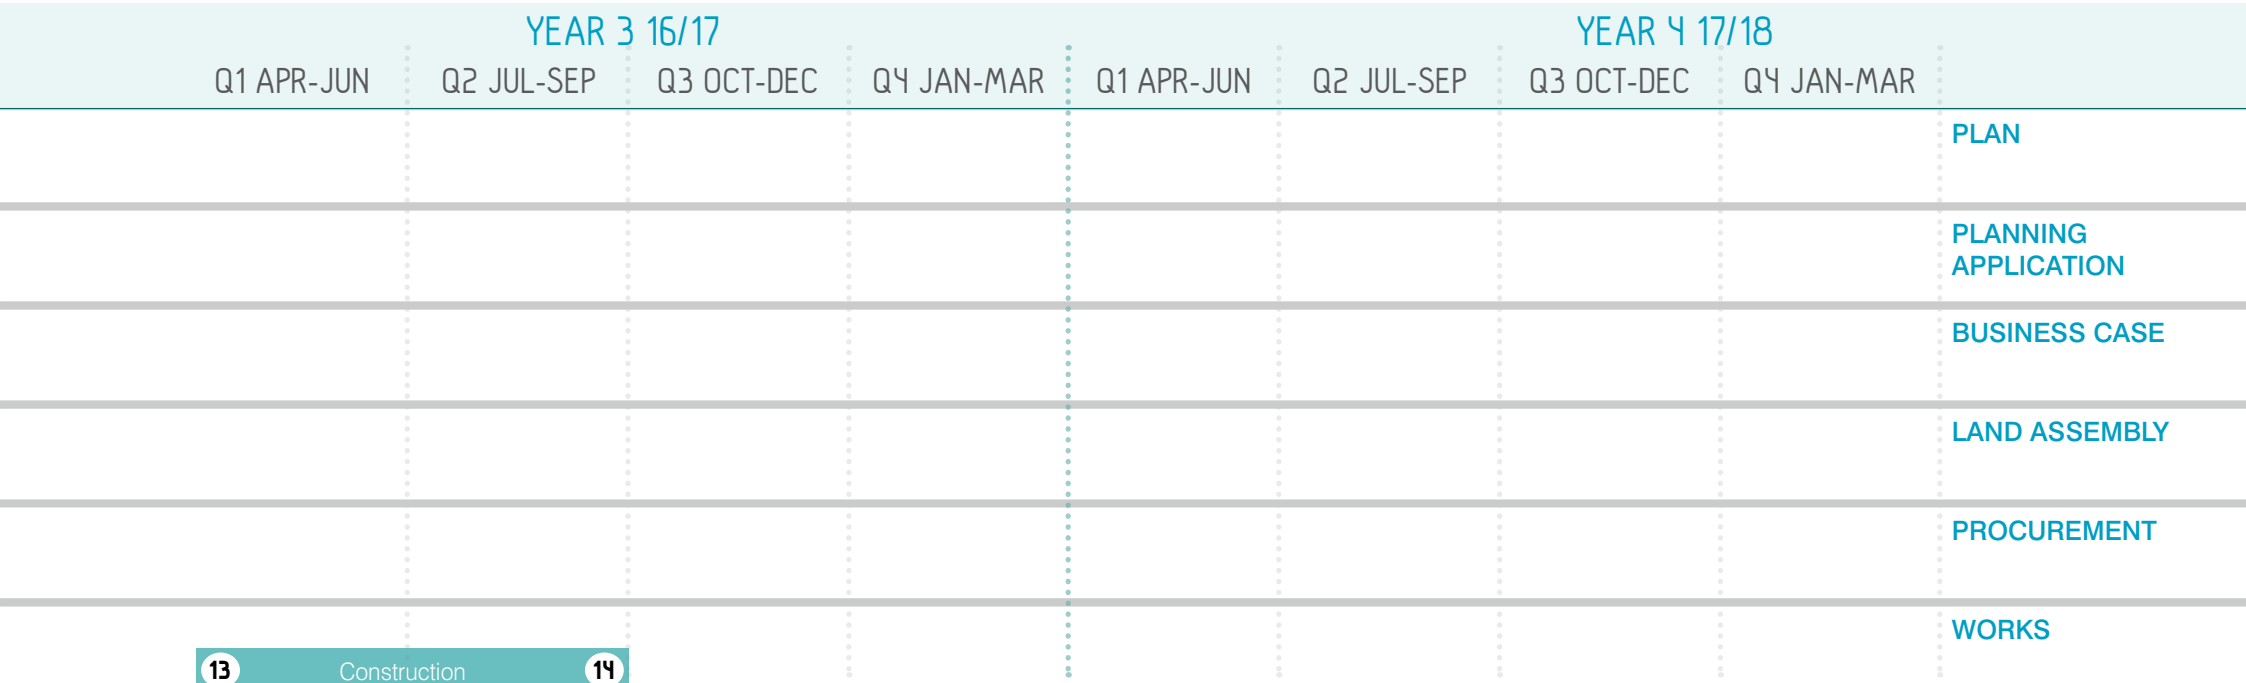 YEAR 3 16/17 YEAR 4 17/18
Q1 APR-JUN Q2 JUL-SEP Q3 OCT-DEC Q4 JAN-MAR Q1 APR-JUN Q2 JUL-SEP Q3 OCT-DEC Q4 JAN-MAR
PLAN
PLANNING
APPLICATION
BUSINESS CASE
LAND ASSEMBLY
PROCUREMENT
WORKS
13 Construction 14